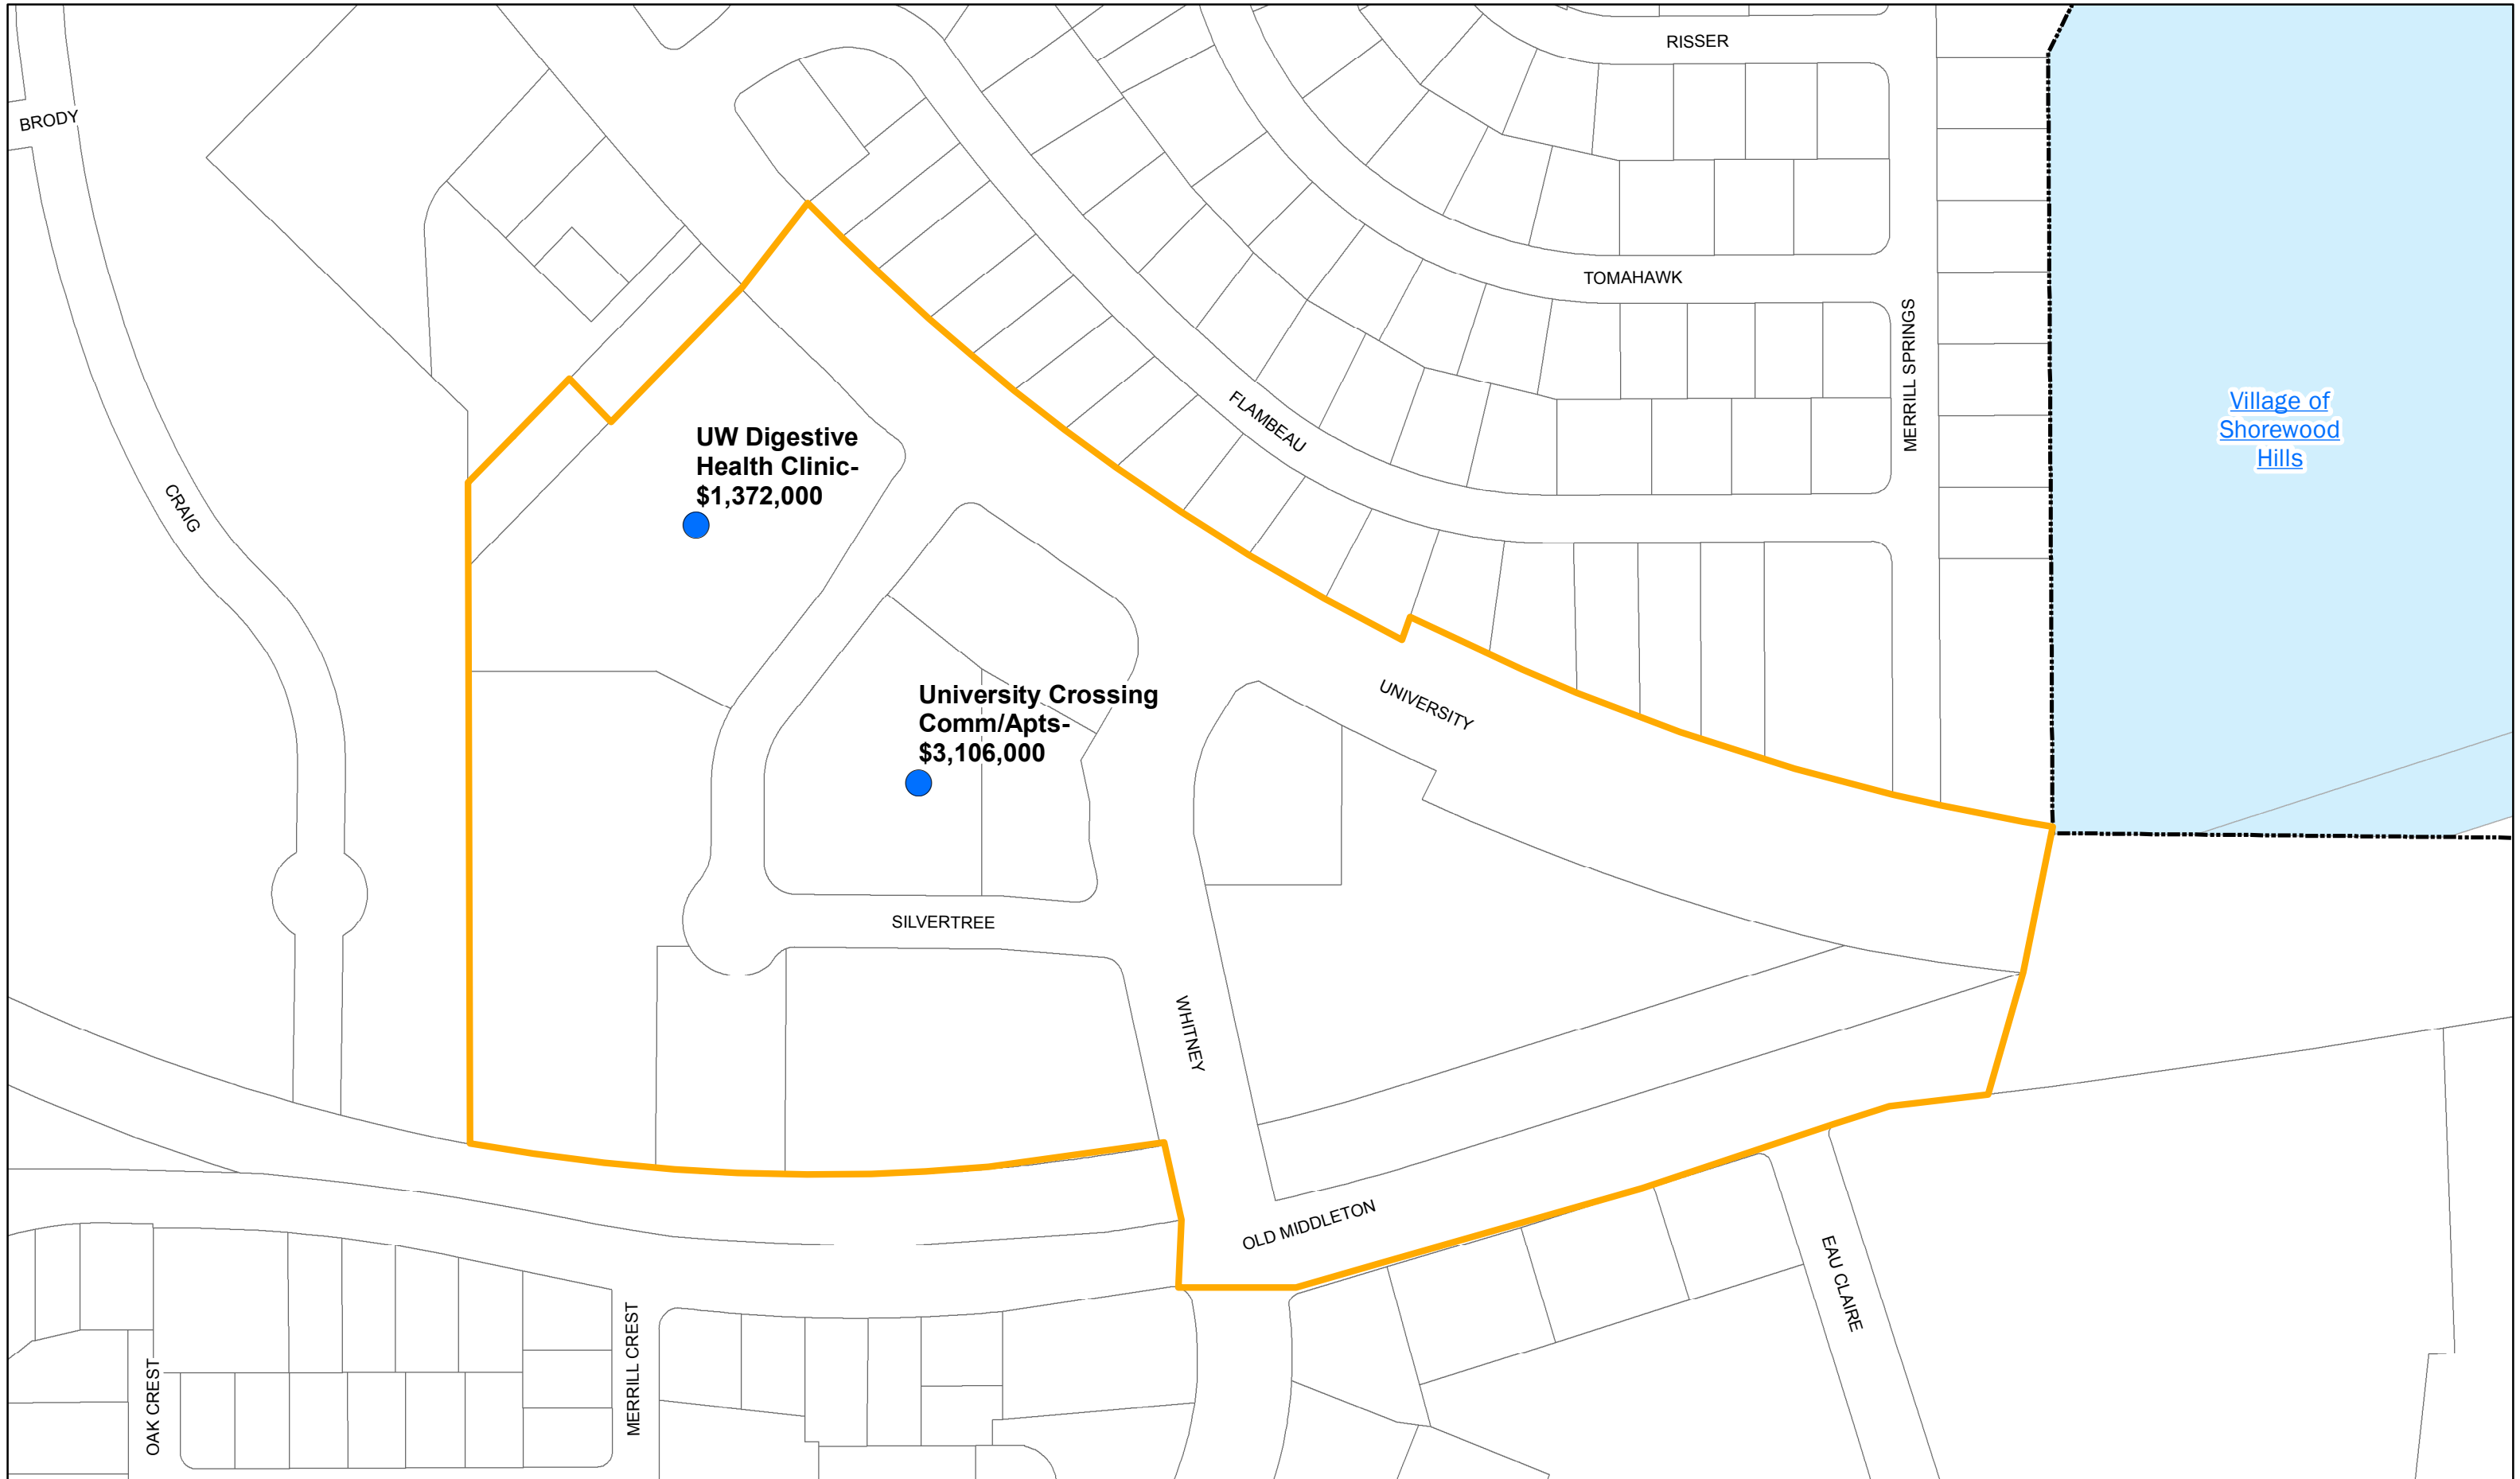 RISSER
BRODY
TOMAHAWK
MERRILL SPRINGS
Village of
Shorewood
Hills
FLAMBEAU
UW Digestive
Health Clinic-
$1,372,000
CRAIG
University Crossing
Comm/Apts-
$3,106,000
UNIVERSITY
SILVERTREE
WHITNEY
OLD MIDDLETON
EAU CLAIRE
MERRILL CREST
OAK CREST